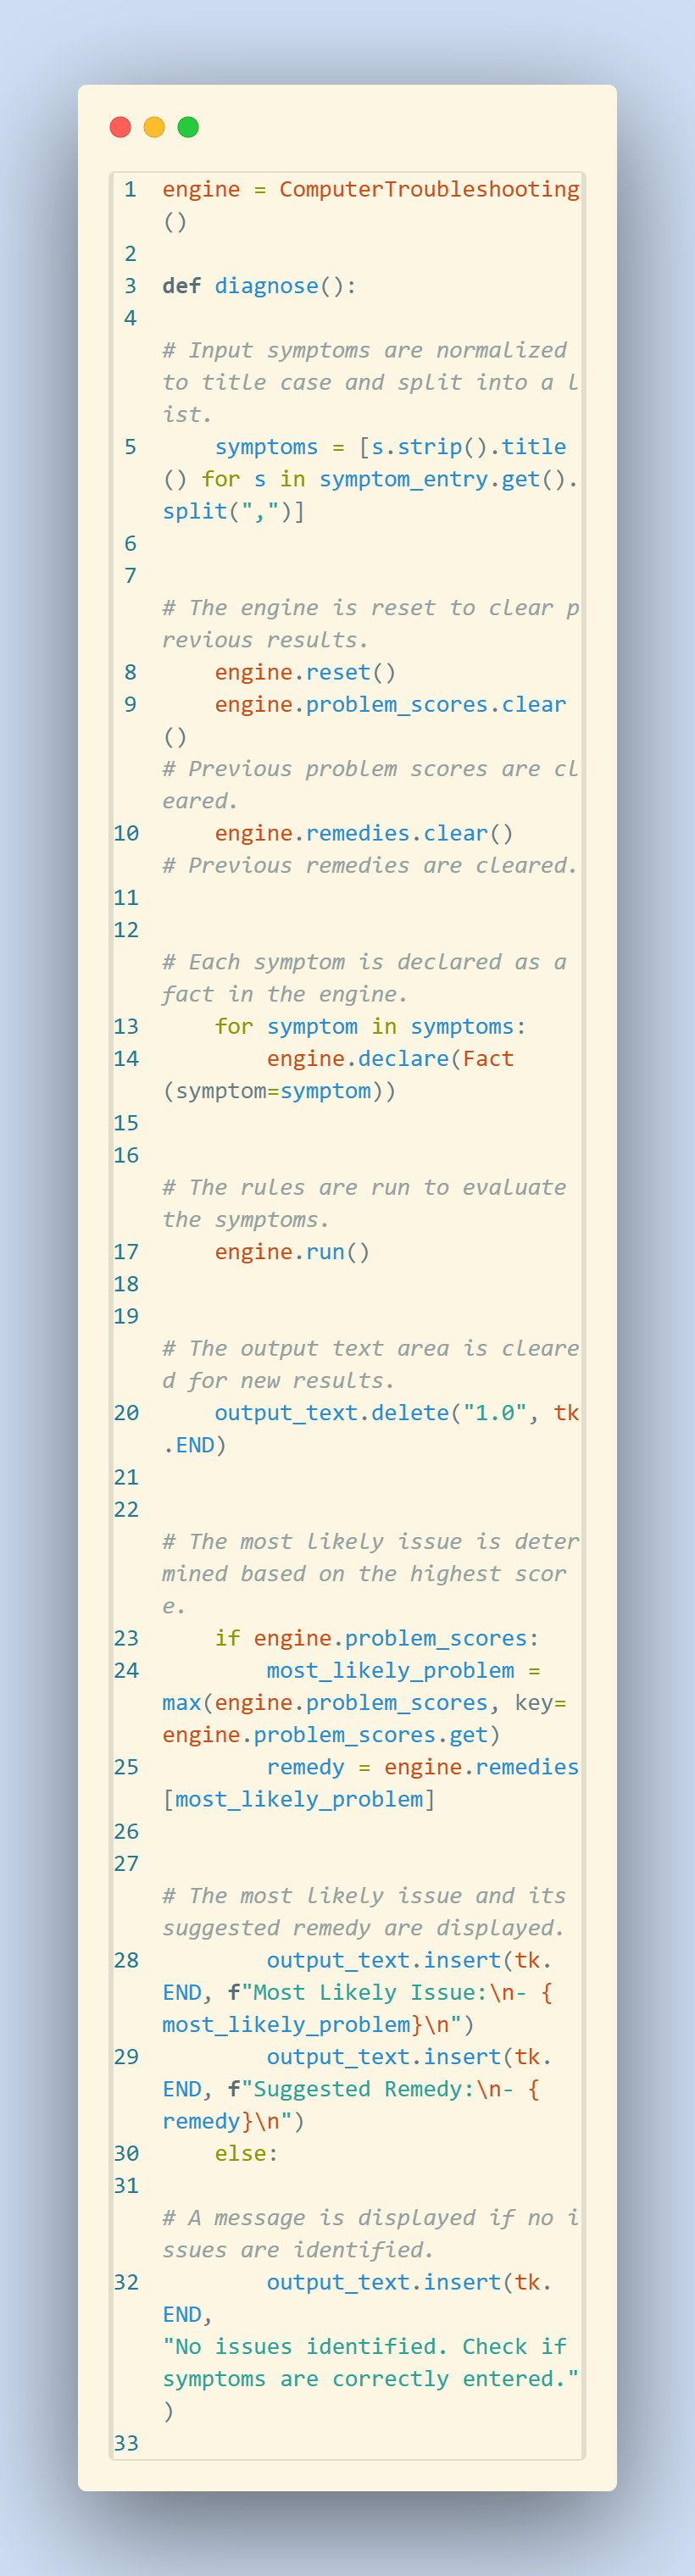 1 engine = ComputerTroubleshooting
()
2
3 def diagnose():
4
# Input symptoms are normalized
to title case and split into a l
ist.
5     symptoms = [s.strip().title
() for s in symptom_entry.get().
split(",")]
6
7
# The engine is reset to clear p
revious results.
8     engine.reset()
9     engine.problem_scores.clear
()
# Previous problem scores are cl
eared.
10     engine.remedies.clear()
# Previous remedies are cleared.
11
12
# Each symptom is declared as a
fact in the engine.
13     for symptom in symptoms:
14         engine.declare(Fact
(symptom=symptom))
15
16
# The rules are run to evaluate
the symptoms.
17     engine.run()
18
19
# The output text area is cleare
d for new results.
20     output_text.delete("1.0", tk
.END)
21
22
# The most likely issue is deter
mined based on the highest scor
e.
23     if engine.problem_scores:
24         most_likely_problem =
max(engine.problem_scores, key=
engine.problem_scores.get)
25         remedy = engine.remedies
[most_likely_problem]
26
27
# The most likely issue and its
suggested remedy are displayed.
28         output_text.insert(tk.
END, f"Most Likely Issue:\n- {
most_likely_problem}\n")
29         output_text.insert(tk.
END, f"Suggested Remedy:\n- {
remedy}\n")
30     else:
31
# A message is displayed if no i
ssues are identified.
32         output_text.insert(tk.
END,
"No issues identified. Check if
symptoms are correctly entered."
)
33